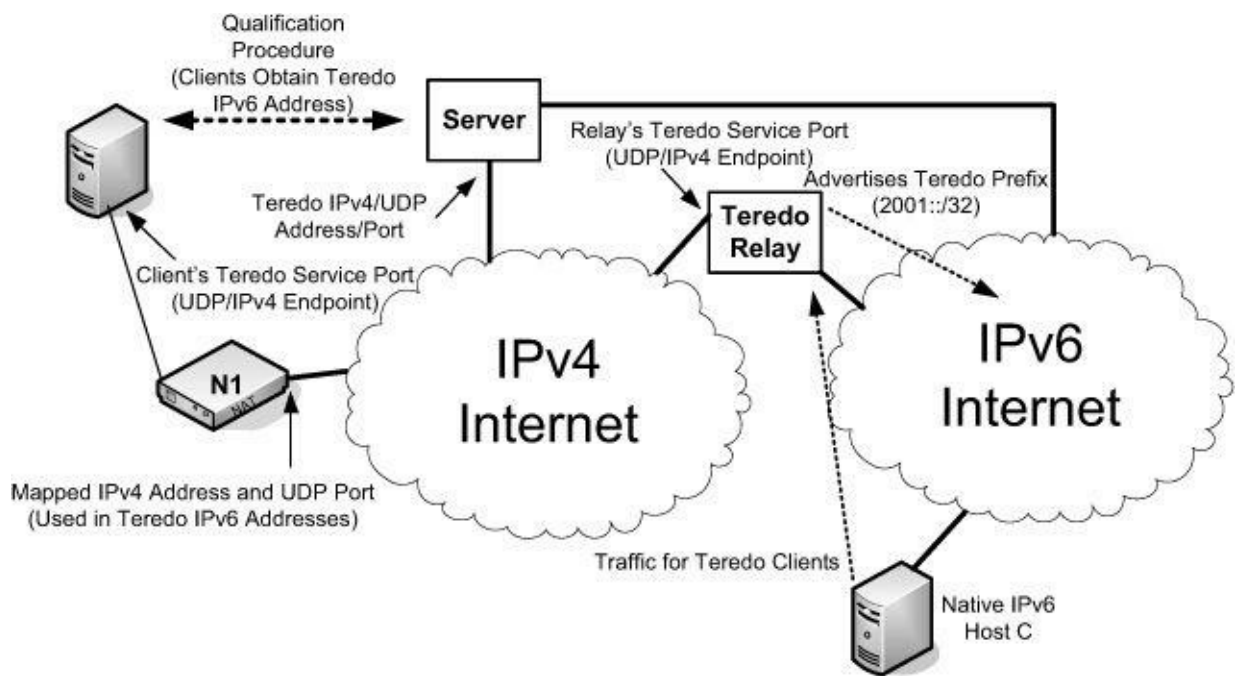 Qualification
Procedure
(Clients Obtain Teredo
IPv6 Address)
Server
Relay's Teredo Service Port
(UDP/IPv4 Endpoint)
Advertises Teredo Prefix
(2001::/32)
Teredo IPv4/UDP
Address/Port
Teredo
Relay
Client's Teredo Service Port
(UDP/IPv4 Endpoint)
IPv4
Internet
IPv6
Internet
N1
NAT
Mapped IPv4 Address and UDP Port
(Used in Teredo IPv6 Addresses)
Traffic for Teredo Clients
Native IPv6
Host C